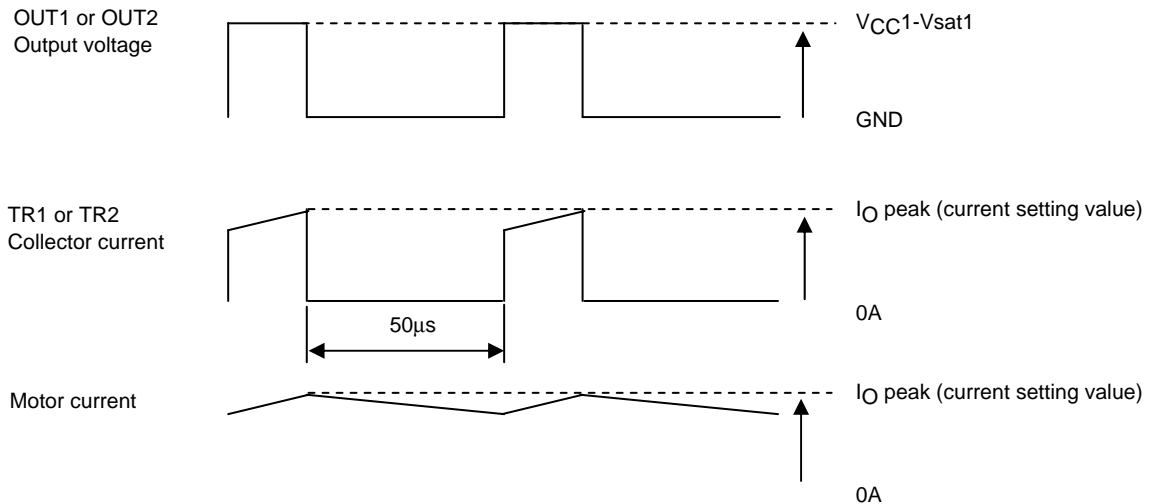 OUT1 or OUT2
Output voltage
VCC1-Vsat1
GND
TR1 or TR2
Collector current
IO peak (current setting value)
0A
50μs
Motor current
IO peak (current setting value)
0A